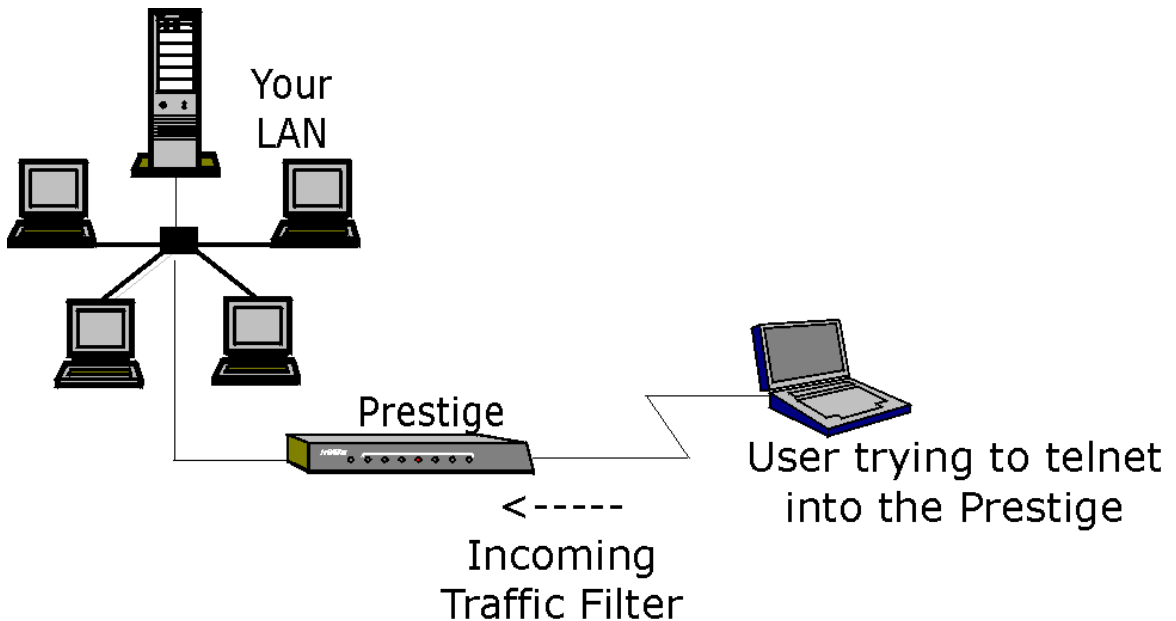 Your
LAN
Prestige
User trying to telnet
into the Prestige
<-----
Incoming
Traffic Filter